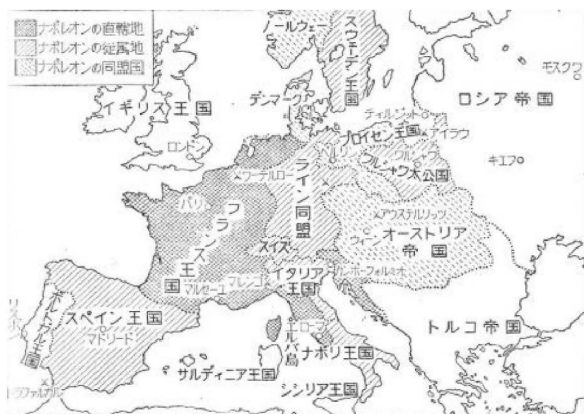 ナポレオンの直轄地
ナポレオンの従属地
ナポレオンの同盟国
ノールウェー
スウェーデン王国
モスクワ
ロシア帝国
デンマーク
イギリス王国
ロンドン
ティルジット
プロイセン王国
アイラウ
ワルシャワ
ワルシャワ大公国
キエフ
ワーテルロー
ライン同盟
パリ
フランス王国
アウステルリッツ
ウィーン
オーストリア帝国
スイス
イタリア王国
カンポ=フォルミオ
マレンゴ
マルセーユ
スペイン王国
マドリード
ポルトガル王国
トラファルガル
エルバ島
ローマ
ナポリ王国
サルディニア王国
シシリア王国
トルコ帝国